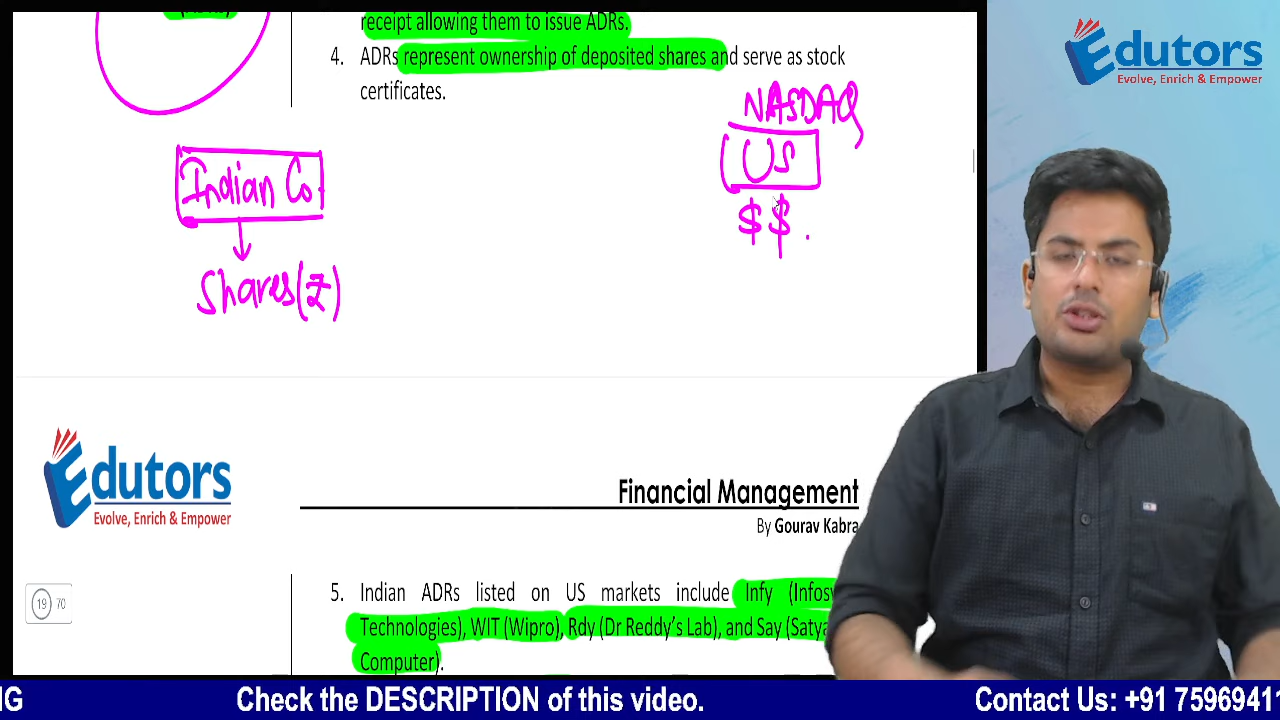 receipt allowing them to issue ADRs.
4. ADRs represent ownership of deposited shares and serve as stock
certificates.
Edutors
Evolve, Enrich & Empower
NASDAQ
US
$$.
Indian Co.
Shares(₹)
Edutors
Evolve, Enrich & Empower
Financial Management
By Gourav Kabra
19 70
5. Indian ADRs listed on US markets include Infy (Infosy
Technologies), WIT (Wipro), Rdy (Dr Reddy's Lab), and Say (Satya
Computer).
NG
Check the DESCRIPTION of this video.
Contact Us: +91 75969411